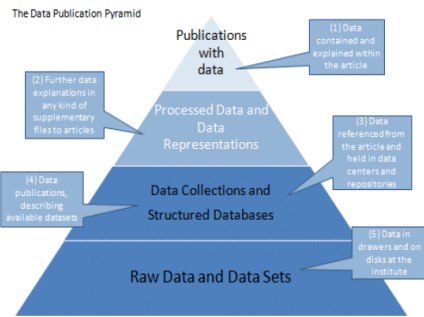 The Data Publication Pyramid
Publications
with
data
(1) Data
contained and
explained within
the article
(2) Further data
explanations in
any kind of
supplementary
files to articles
Processed Data and
Data
Representations
(3) Data
referenced from
the article and
held in data
centers and
repositories
(4) Data
publications,
describing
available datasets
Data Collections and
Structured Databases
(5) Data in
drawers and on
disks at the
institute
Raw Data and Data Sets